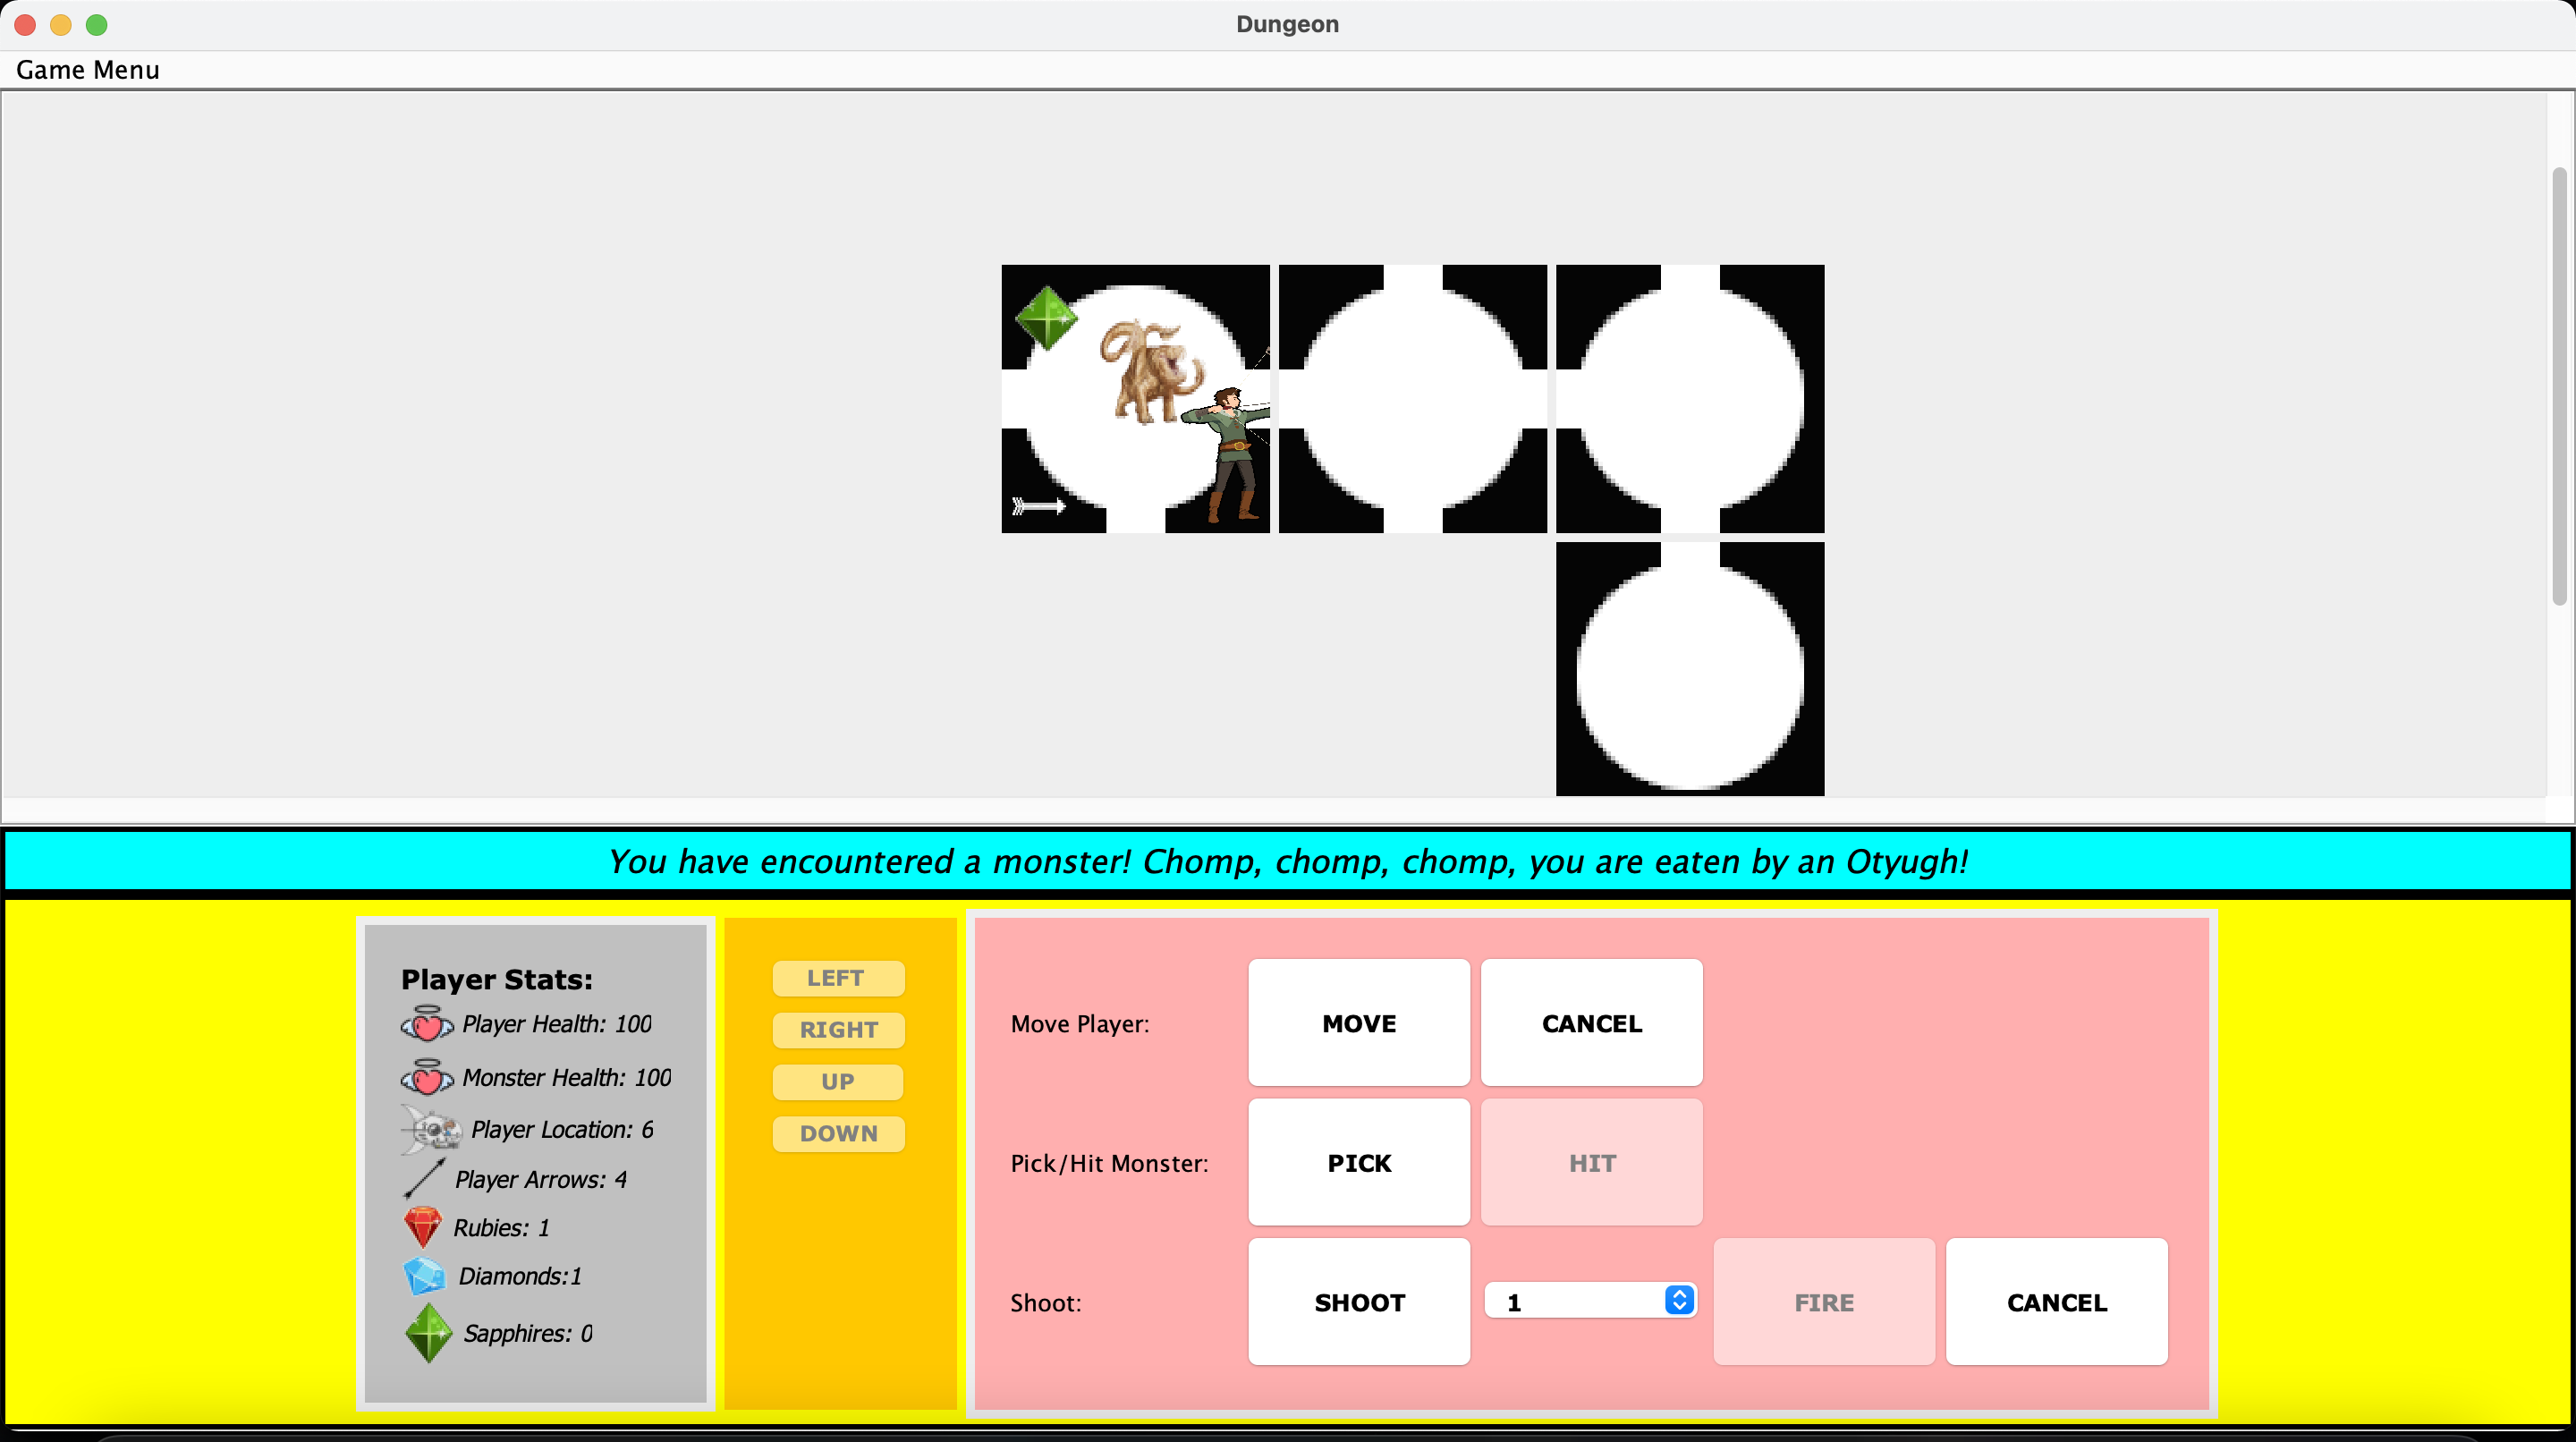 Dungeon
Game Menu
You have encountered a monster! Chomp, chomp, chomp, you are eaten by an Otyugh!
Player Stats:
Player Health: 100
Monster Health: 100
Player Location: 6
Player Arrows: 4
Rubies: 1
Diamonds:1
Sapphires: 0
LEFT
RIGHT
UP
DOWN
Move Player: MOVE CANCEL
Pick/Hit Monster: PICK HIT
Shoot: SHOOT 1 FIRE CANCEL